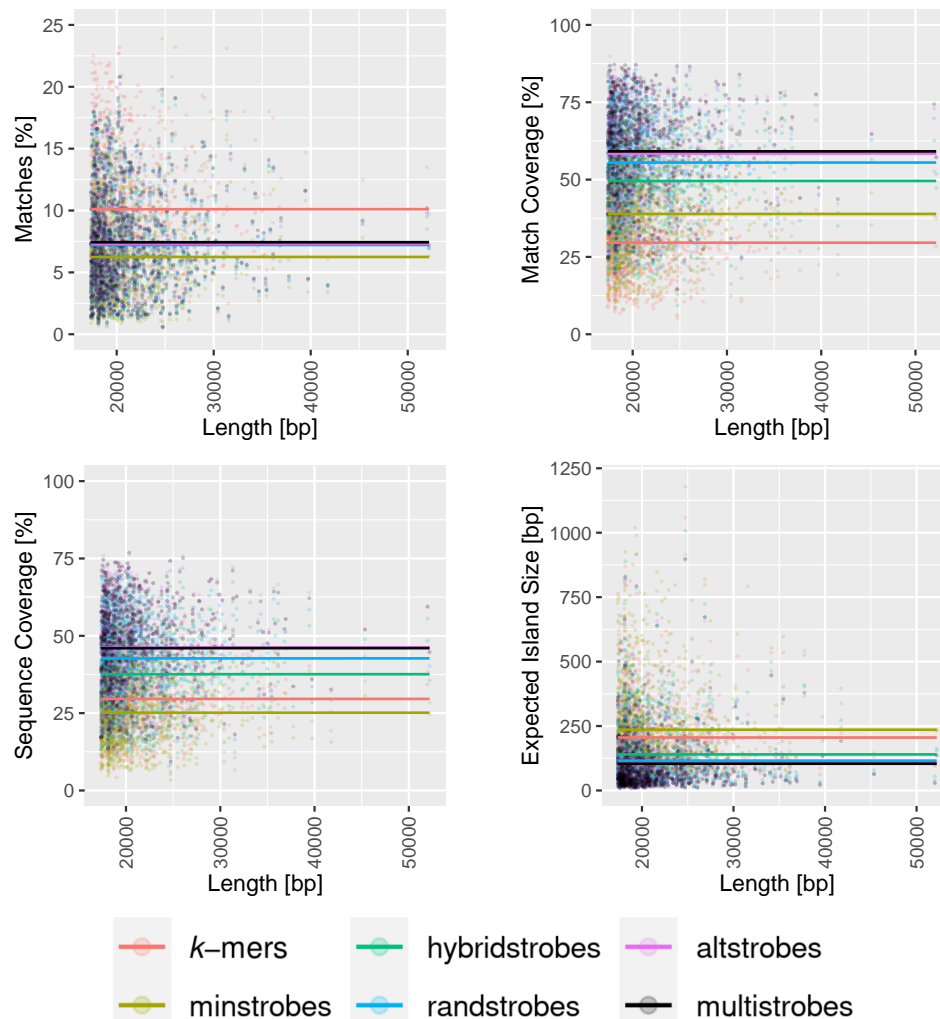 Matches [%]
25
20
15
10
5
0
20000
30000
40000
50000
Length [bp]
Match Coverage [%]
100
75
50
25
0
20000
30000
40000
50000
Length [bp]
Sequence Coverage [%]
100
75
50
25
0
20000
30000
40000
50000
Length [bp]
Expected Island Size [bp]
1250
1000
750
500
250
0
20000
30000
40000
50000
Length [bp]
k−mers
hybridstrobes
altstrobes
minstrobes
randstrobes
multistrobes